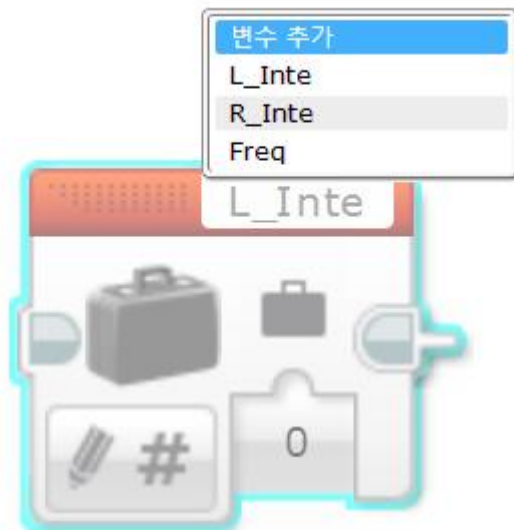 변수 추가
L_Inte
R_Inte
Freq
L_Inte
#
0